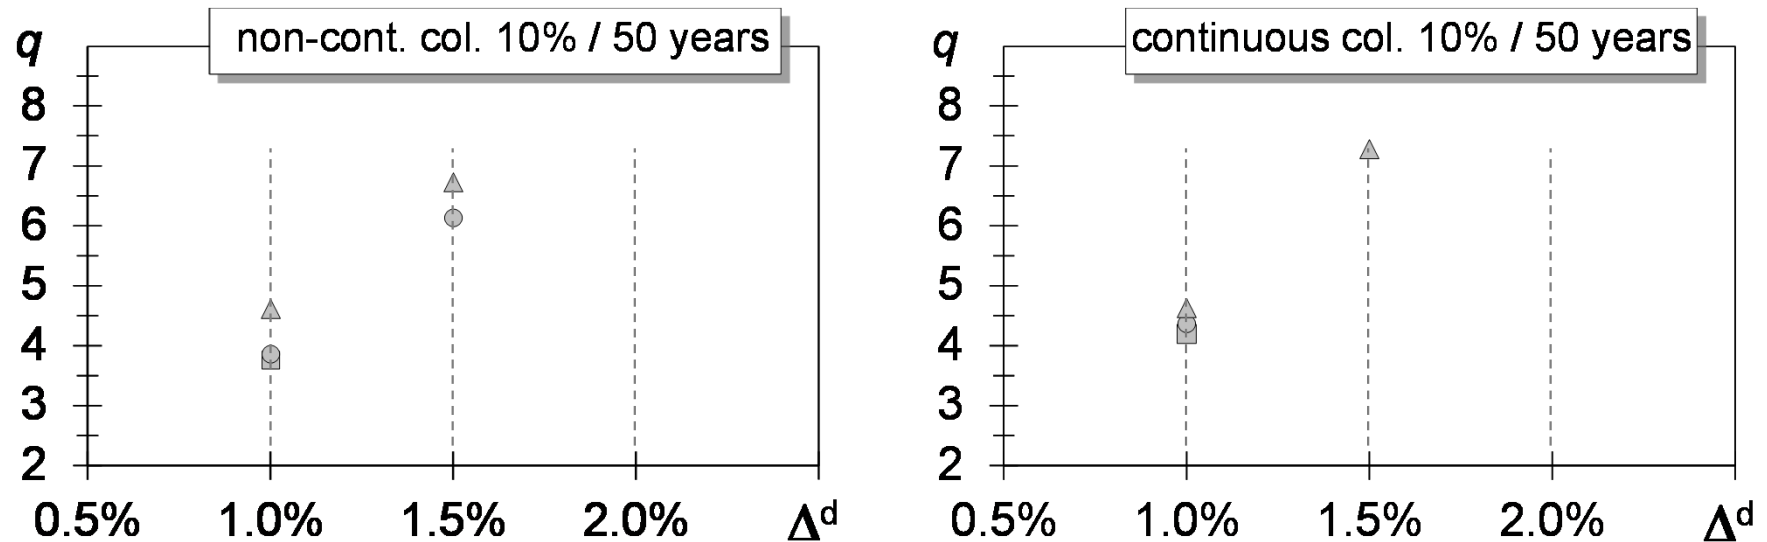 non-cont. col. 10% / 50 years
q
8
7
6
5
4
3
2
0.5% 1.0% 1.5% 2.0% Δd
continuous col. 10% / 50 years
q
8
7
6
5
4
3
2
0.5% 1.0% 1.5% 2.0% Δd